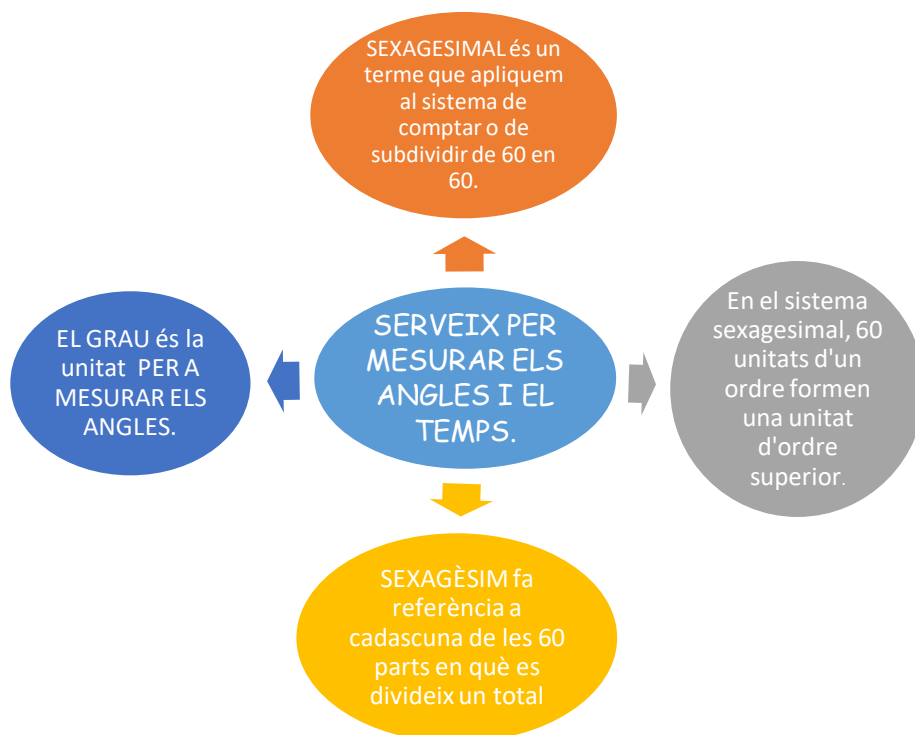 SEXAGESIMAL és un
terme que apliquem
al sistema de
comptar o de
subdividir de 60 en
60.
EL GRAU és la
unitat PER A
MESURAR ELS
ANGLES.
SERVEIX PER
MESURAR ELS
ANGLES I EL
TEMPS.
En el sistema
sexagesimal, 60
unitats d'un
ordre formen
una unitat
d'ordre
superior.
SEXAGÈSIM fa
referència a
cadascuna de les 60
parts en què es
divideix un total